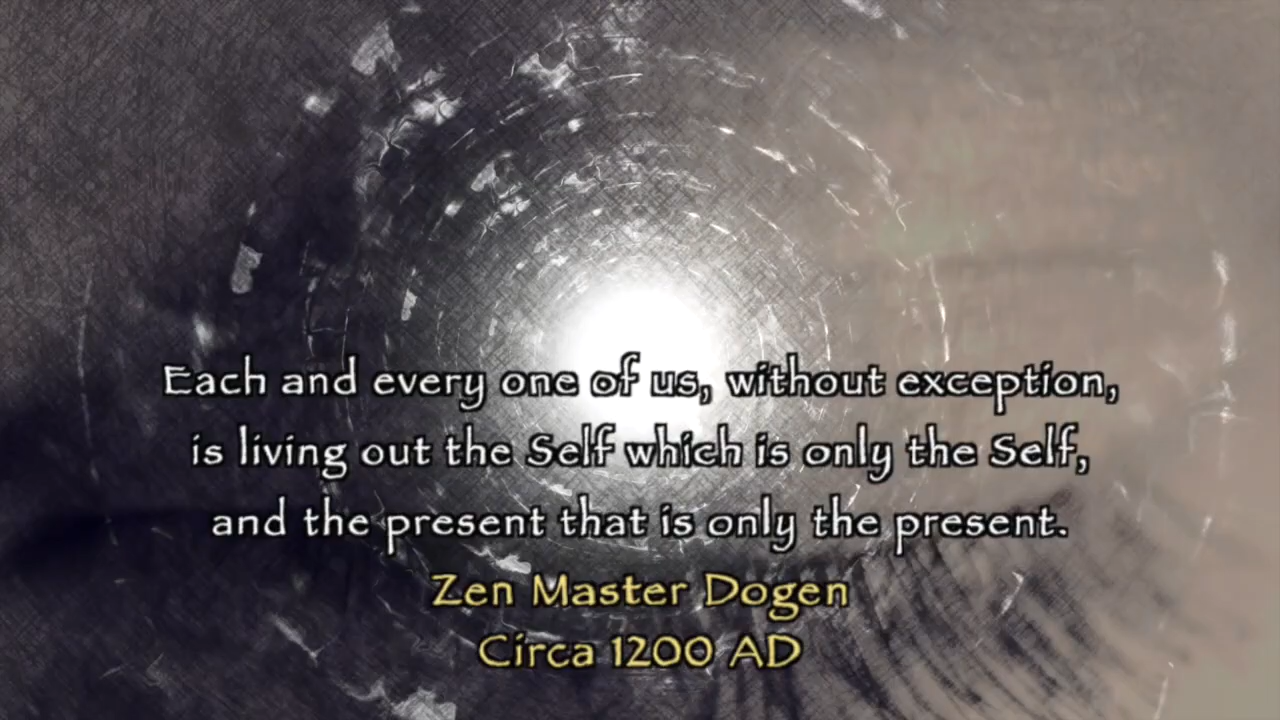 Each and every one of us, without exception,
is living out the Self which is only the Self,
and the present that is only the present.
Zen Master Dogen
Circa 1200 AD